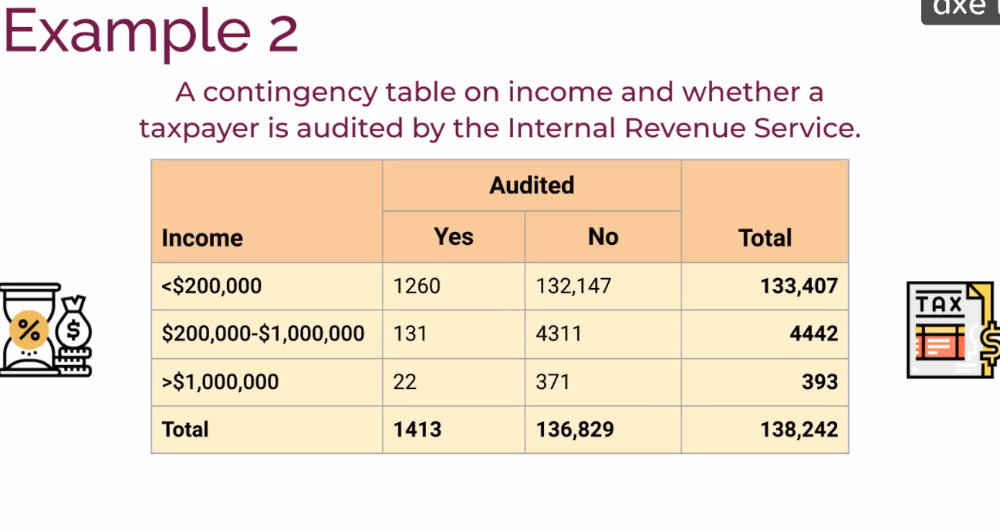 Example 2
A contingency table on income and whether a
taxpayer is audited by the Internal Revenue Service.
Audited
Income Yes No Total
<$200,000 1260 132,147 133,407
$200,000-$1,000,000 131 4311 4442
>$1,000,000 22 371 393
Total 1413 136,829 138,242
%
$
TAX
$